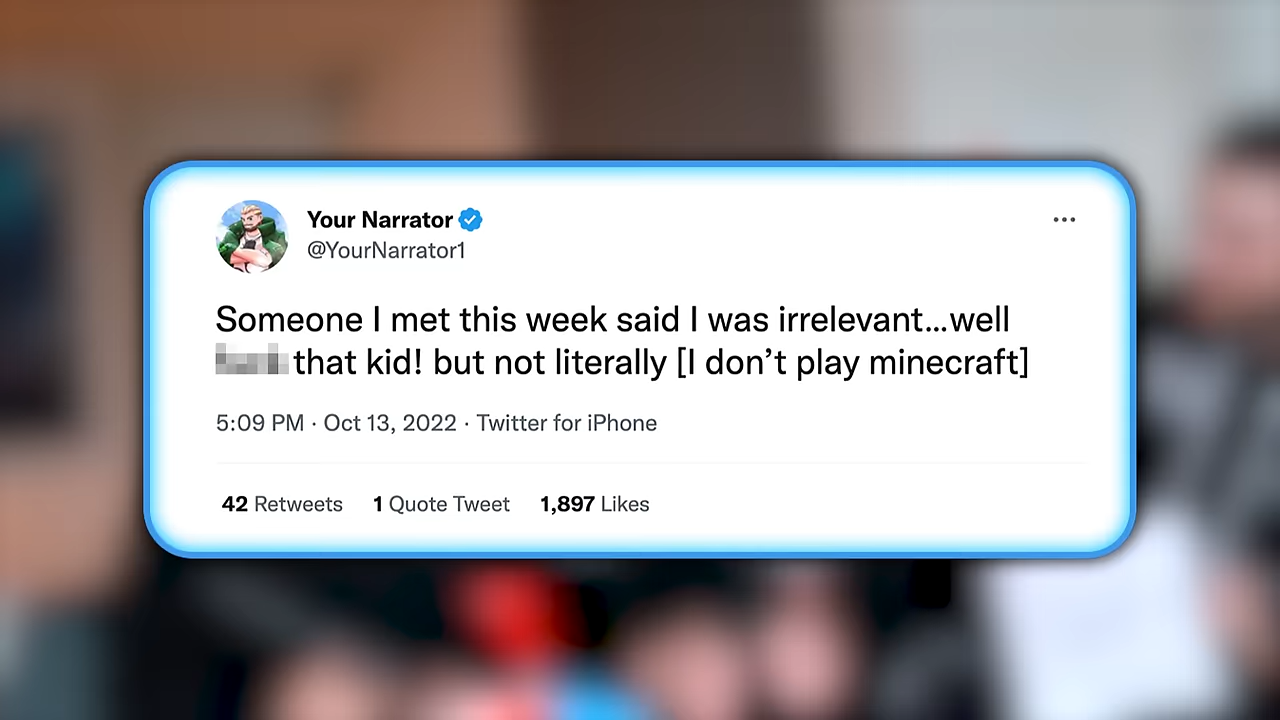 Your Narrator
@YourNarrator1
Someone I met this week said I was irrelevant...well
that kid! but not literally [I don’t play minecraft]
5:09 PM · Oct 13, 2022 · Twitter for iPhone
42 Retweets 1 Quote Tweet 1,897 Likes